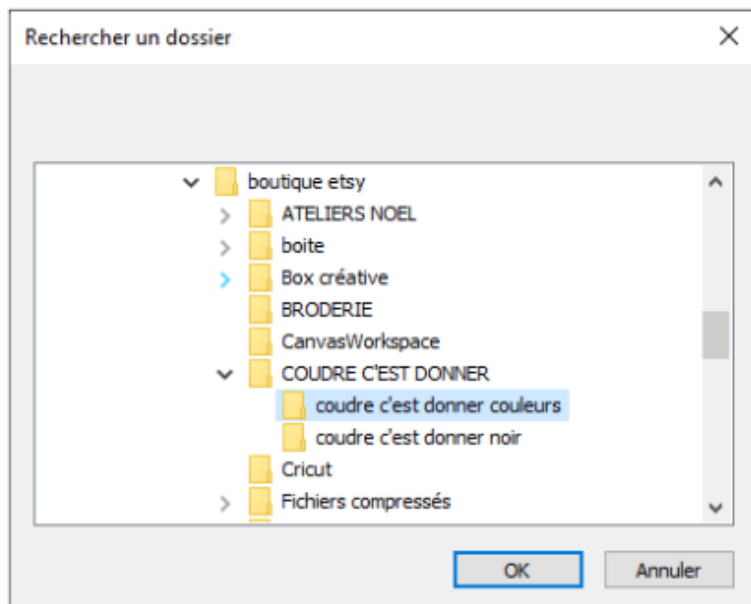 Rechercher un dossier
boutique etsy
ATELIERS NOEL
boite
Box créative
BRODERIE
CanvasWorkspace
COUDRE C'EST DONNER
coudre c'est donner couleurs
coudre c'est donner noir
Cricut
Fichiers compressés
OK Annuler